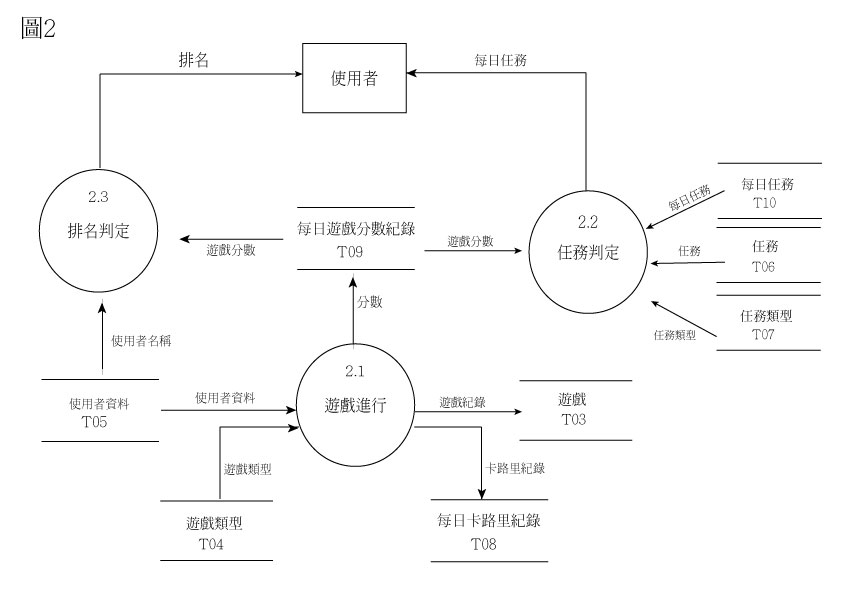 圖2
排名
使用者
每日任務
2.3
排名判定
每日遊戲分數紀錄
T09
遊戲分數
遊戲分數
2.2
任務判定
每日任務
每日任務
T10
任務
任務
T06
任務類型
任務類型
T07
分數
使用者名稱
2.1
遊戲進行
使用者資料
T05
使用者資料
遊戲紀錄
遊戲
T03
遊戲類型
卡路里紀錄
遊戲類型
T04
每日卡路里紀錄
T08